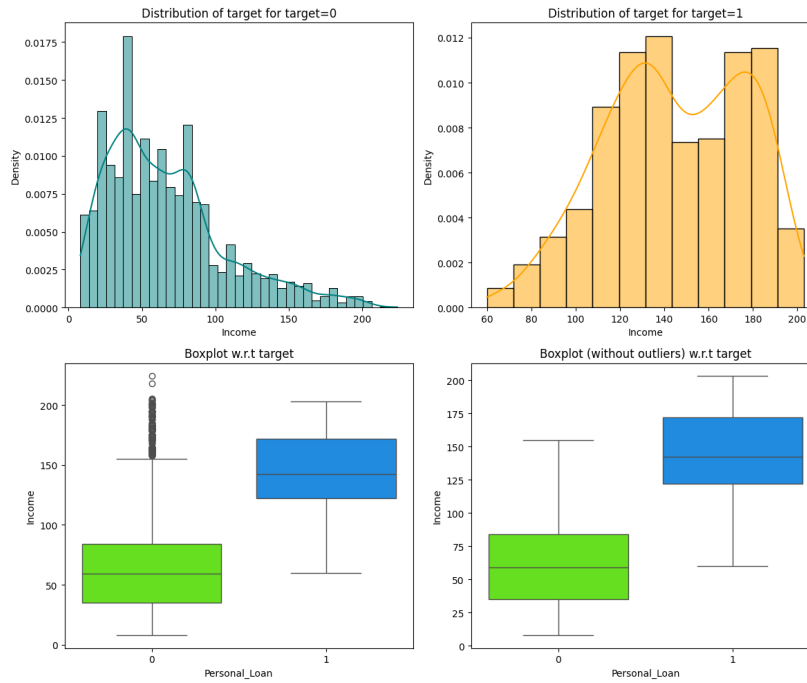 Distribution of target for target=0
0.0175
0.0150
0.0125
0.0100
0.0075
0.0050
0.0025
0.0000
Density
0 50 100 150 200
Income
Distribution of target for target=1
0.012
0.010
0.008
0.006
0.004
0.002
0.000
Density
60 80 100 120 140 160 180 200
Income
Boxplot w.r.t target
200
150
100
50
0
Income
0 1
Personal_Loan
Boxplot (without outliers) w.r.t target
200
175
150
125
100
75
50
25
0
Income
0 1
Personal_Loan